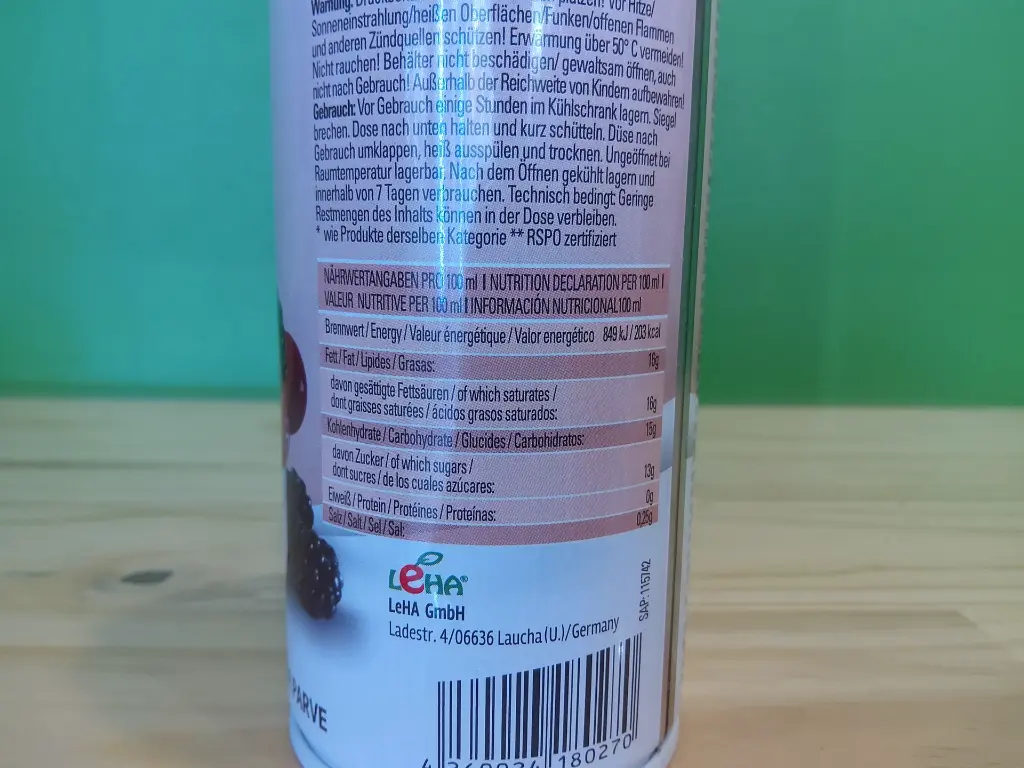 Warnung: platzen! Vor Hitze/
Sonneneinstrahlung/heißen Oberflächen/Funken/offenen Flammen
und anderen Zündquellen schützen! Erwärmung über 50° C vermeiden!
Nicht rauchen! Behälter nicht beschädigen/ gewaltsam öffnen, auch
nicht nach Gebrauch! Außerhalb der Reichweite von Kindern aufbewahren!
Gebrauch: Vor Gebrauch einige Stunden im Kühlschrank lagern. Siegel
brechen. Dose nach unten halten und kurz schütteln. Düse nach
Gebrauch umklappen, heiß ausspülen und trocknen. Ungeöffnet bei
Raumtemperatur lagerbar. Nach dem Öffnen gekühlt lagern und
innerhalb von 7 Tagen verbrauchen. Technisch bedingt: Geringe
Restmengen des Inhalts können in der Dose verbleiben.
* wie Produkte derselben Kategorie ** RSPO zertifiziert
NÄHRWERTANGABEN PRO 100 ml | NUTRITION DECLARATION PER 100 ml |
VALEUR NUTRITIVE PER 100 ml | INFORMACIÓN NUTRICIONAL 100 ml
Brennwert / Energy / Valeur énergétique / Valor energético 849 kJ / 203 kcal
Fett / Fat / Lipides / Grasas: 16g
davon gesättigte Fettsäuren / of which saturates /
dont graisses saturées / ácidos grasos saturados: 16g
Kohlenhydrate / Carbohydrate / Glucides / Carbohidratos: 15g
davon Zucker / of which sugars /
dont sucres / de los cuales azúcares: 13g
Eiweiß / Protein / Protéines / Proteínas: 0g
Salz / Salt / Sel / Sal: 0,25g
LeHA®
LeHA GmbH
Ladestr. 4/06636 Laucha (U.)/Germany
SAP: 115742
PARVE
180270